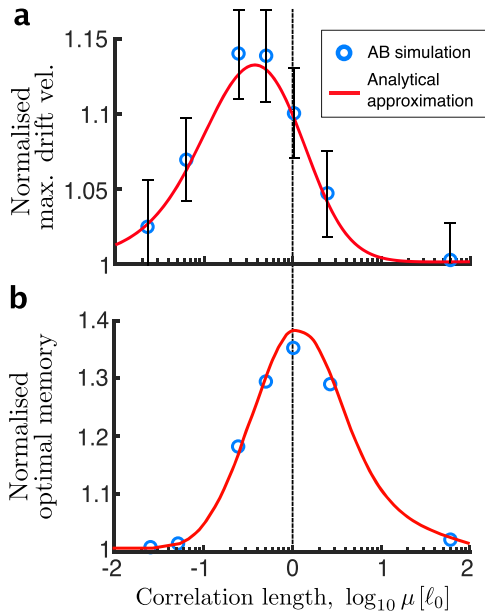 a
Normalised
max. drift vel.
1.15
1.1
1.05
1
AB simulation
Analytical
approximation
b
Normalised
optimal memory
1.4
1.3
1.2
1.1
1
-2
-1
0
1
2
Correlation length, log₁₀ μ [ℓ₀]